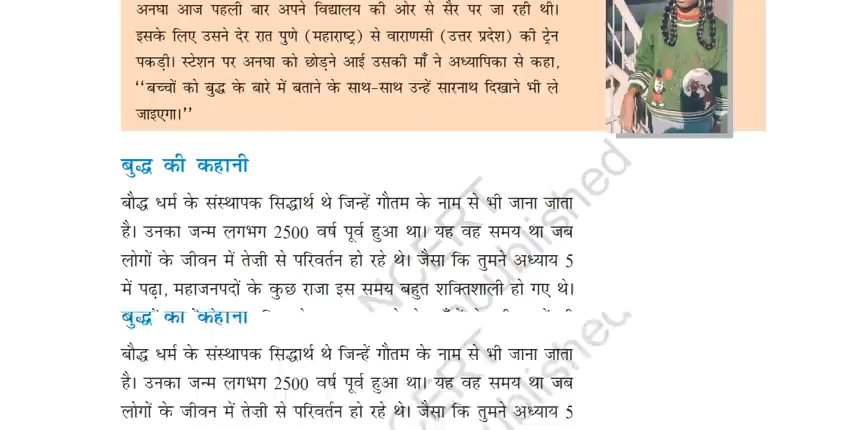 अनघा आज पहली बार अपने विद्यालय की ओर से सैर पर जा रही थी।
इसके लिए उसने देर रात पुणे (महाराष्ट्र) से वाराणसी (उत्तर प्रदेश) की ट्रेन
पकड़ी। स्टेशन पर अनघा को छोड़ने आई उसकी माँ ने अध्यापिका से कहा,
“बच्चों को बुद्ध के बारे में बताने के साथ-साथ उन्हें सारनाथ दिखाने भी ले
जाइएगा।”
बुद्ध की कहानी
बौद्ध धर्म के संस्थापक सिद्धार्थ थे जिन्हें गौतम के नाम से भी जाना जाता
है। उनका जन्म लगभग 2500 वर्ष पूर्व हुआ था। यह वह समय था जब
लोगों के जीवन में तेज़ी से परिवर्तन हो रहे थे। जैसा कि तुमने अध्याय 5
में पढ़ा, महाजनपदों के कुछ राजा इस समय बहुत शक्तिशाली हो गए थे।
बुद्ध की कहानी
बौद्ध धर्म के संस्थापक सिद्धार्थ थे जिन्हें गौतम के नाम से भी जाना जाता
है। उनका जन्म लगभग 2500 वर्ष पूर्व हुआ था। यह वह समय था जब
लोगों के जीवन में तेज़ी से परिवर्तन हो रहे थे। जैसा कि तुमने अध्याय 5
NCERT